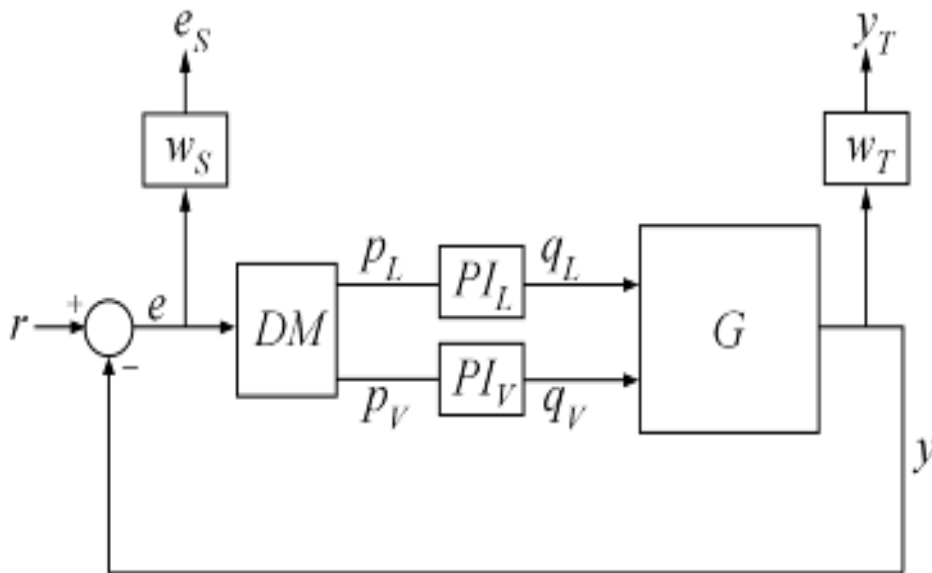 e_S
y_T
w_S
w_T
p_L
PI_L
q_L
r
+
e
DM
G
−
p_V
PI_V
q_V
y